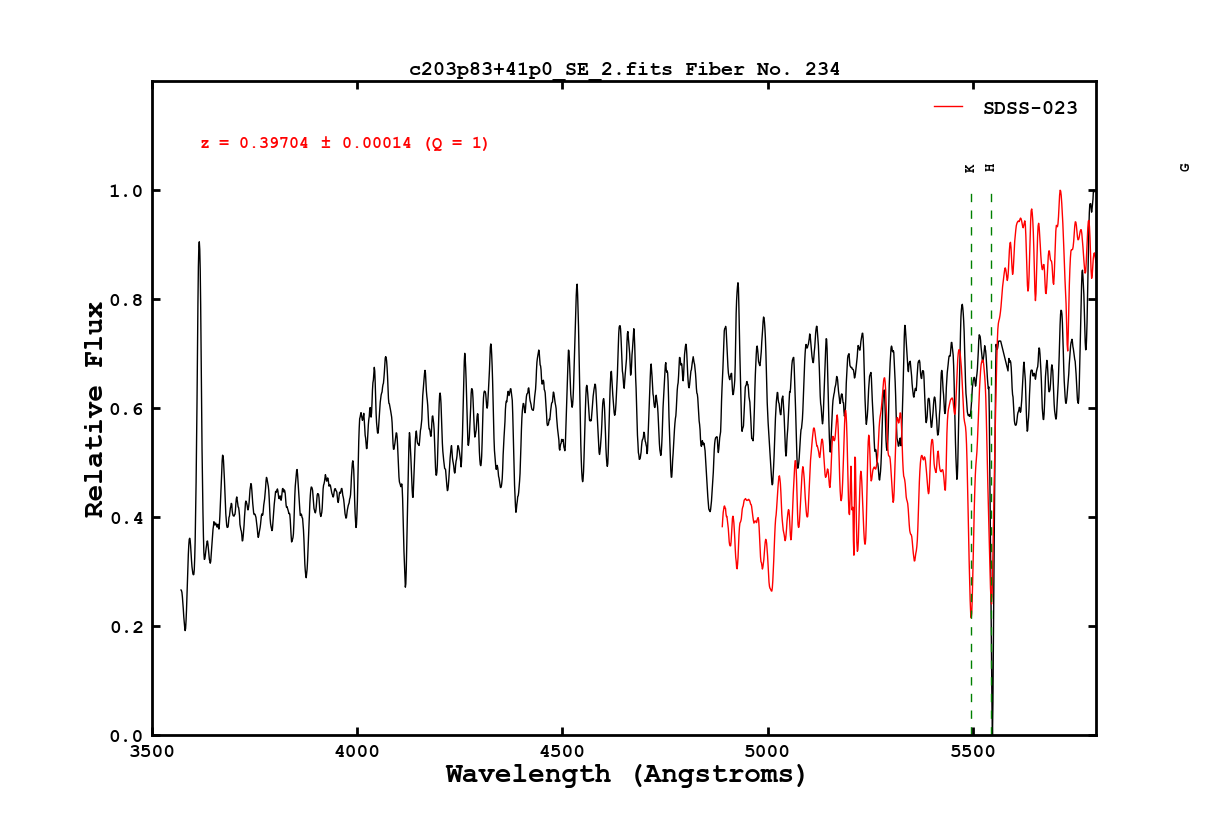 c203p83+41p0_SE_2.fits Fiber No. 234
SDSS-023
z = 0.39704 ± 0.00014 (Q = 1)
K
H
G
1.0
0.8
0.6
0.4
0.2
0.0
Relative Flux
3500 4000 4500 5000 5500
Wavelength (Angstroms)